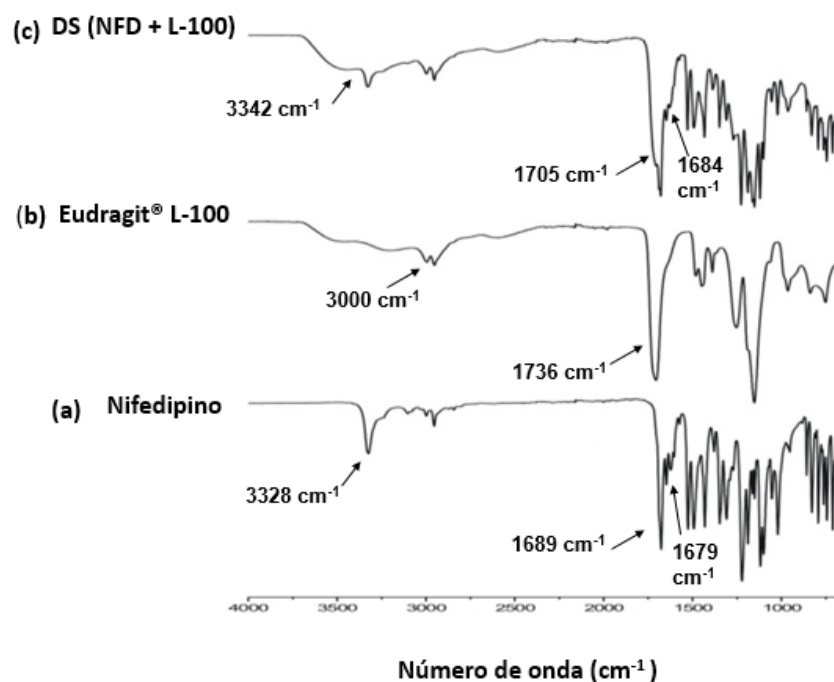 (c) DS (NFD + L-100)
3342 cm-1
1705 cm-1
1684
cm-1
(b) Eudragit® L-100
3000 cm-1
1736 cm-1
(a) Nifedipino
3328 cm-1
1689 cm-1
1679
cm-1
4000 3500 3000 2500 2000 1500 1000
Número de onda (cm-1 )